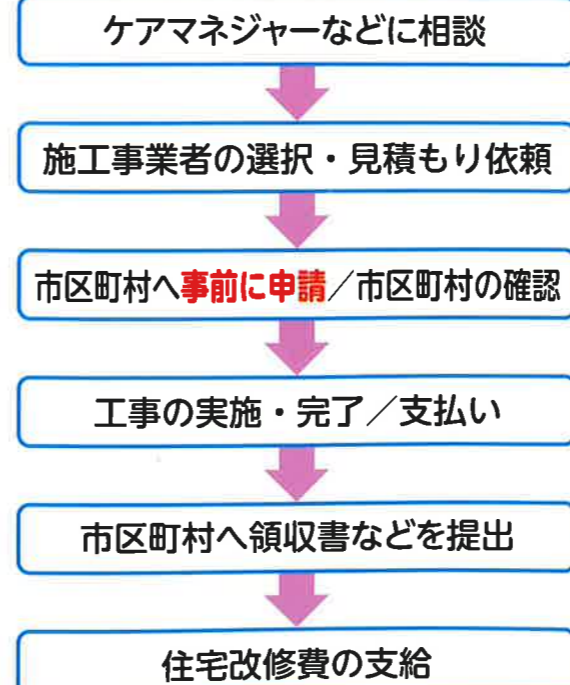 ケアマネジャーなどに相談
施工事業者の選択・見積もり依頼
市区町村へ事前に申請／市区町村の確認
工事の実施・完了／支払い
市区町村へ領収書などを提出
住宅改修費の支給